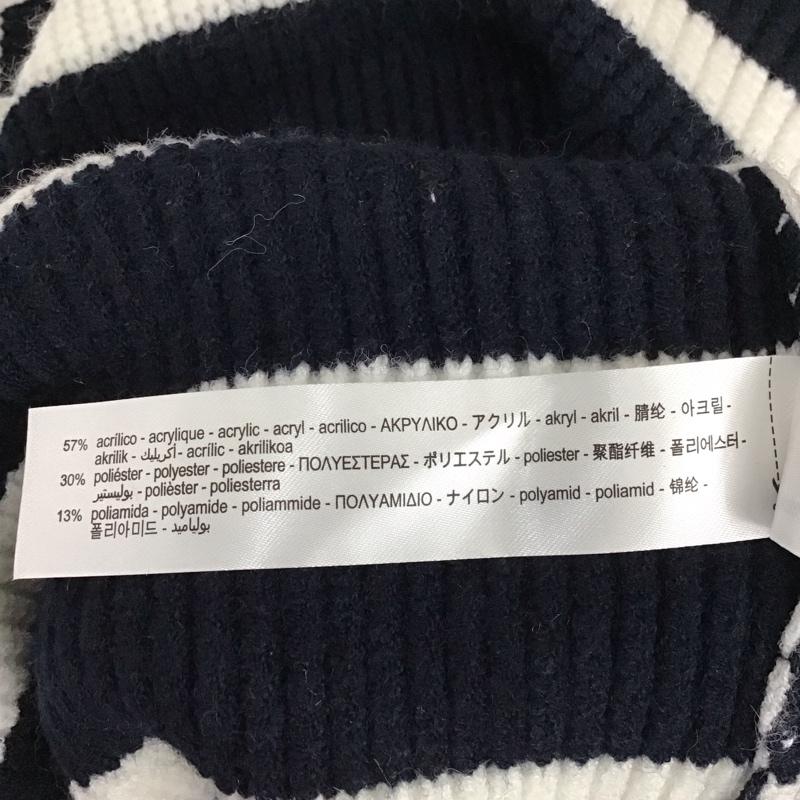 57% acrílico - acrylique - acrylic - acryl - acrilico - ΑΚΡΥΛΙΚΟ - アクリル - akryl - akril - 腈纶 - 아크릴 -
akrilik - أكريليك - acrílic - akrilikoa
30% poliéster - polyester - poliestere - ΠΟΛΥΕΣΤΕΡΑΣ - ポリエステル - poliester - 聚酯纤维 - 폴리에스터 -
بوليستير - polièster - poliesterra
13% poliamida - polyamide - poliammide - ΠΟΛΥΑΜΙΔΙΟ - ナイロン - polyamid - poliamid - 锦纶 -
폴리아미드 - بولياميد